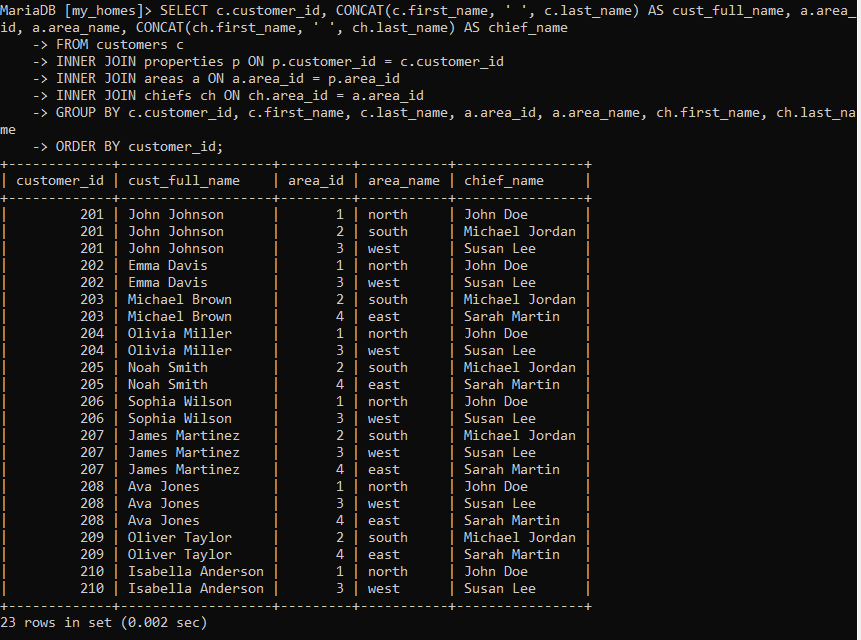 MariaDB [my_homes]> SELECT c.customer_id, CONCAT(c.first_name, ' ', c.last_name) AS cust_full_name, a.area_
id, a.area_name, CONCAT(ch.first_name, ' ', ch.last_name) AS chief_name
    -> FROM customers c
    -> INNER JOIN properties p ON p.customer_id = c.customer_id
    -> INNER JOIN areas a ON a.area_id = p.area_id
    -> INNER JOIN chiefs ch ON ch.area_id = a.area_id
    -> GROUP BY c.customer_id, c.first_name, c.last_name, a.area_id, a.area_name, ch.first_name, ch.last_na
me
    -> ORDER BY customer_id;
+-------------+-------------------+---------+-----------+----------------+
| customer_id | cust_full_name    | area_id | area_name | chief_name     |
+-------------+-------------------+---------+-----------+----------------+
|         201 | John Johnson      |       1 | north     | John Doe       |
|         201 | John Johnson      |       2 | south     | Michael Jordan |
|         201 | John Johnson      |       3 | west      | Susan Lee      |
|         202 | Emma Davis        |       1 | north     | John Doe       |
|         202 | Emma Davis        |       3 | west      | Susan Lee      |
|         203 | Michael Brown     |       2 | south     | Michael Jordan |
|         203 | Michael Brown     |       4 | east      | Sarah Martin   |
|         204 | Olivia Miller     |       1 | north     | John Doe       |
|         204 | Olivia Miller     |       3 | west      | Susan Lee      |
|         205 | Noah Smith        |       2 | south     | Michael Jordan |
|         205 | Noah Smith        |       4 | east      | Sarah Martin   |
|         206 | Sophia Wilson     |       1 | north     | John Doe       |
|         206 | Sophia Wilson     |       3 | west      | Susan Lee      |
|         207 | James Martinez    |       2 | south     | Michael Jordan |
|         207 | James Martinez    |       3 | west      | Susan Lee      |
|         207 | James Martinez    |       4 | east      | Sarah Martin   |
|         208 | Ava Jones         |       1 | north     | John Doe       |
|         208 | Ava Jones         |       3 | west      | Susan Lee      |
|         208 | Ava Jones         |       4 | east      | Sarah Martin   |
|         209 | Oliver Taylor     |       2 | south     | Michael Jordan |
|         209 | Oliver Taylor     |       4 | east      | Sarah Martin   |
|         210 | Isabella Anderson |       1 | north     | John Doe       |
|         210 | Isabella Anderson |       3 | west      | Susan Lee      |
+-------------+-------------------+---------+-----------+----------------+
23 rows in set (0.002 sec)